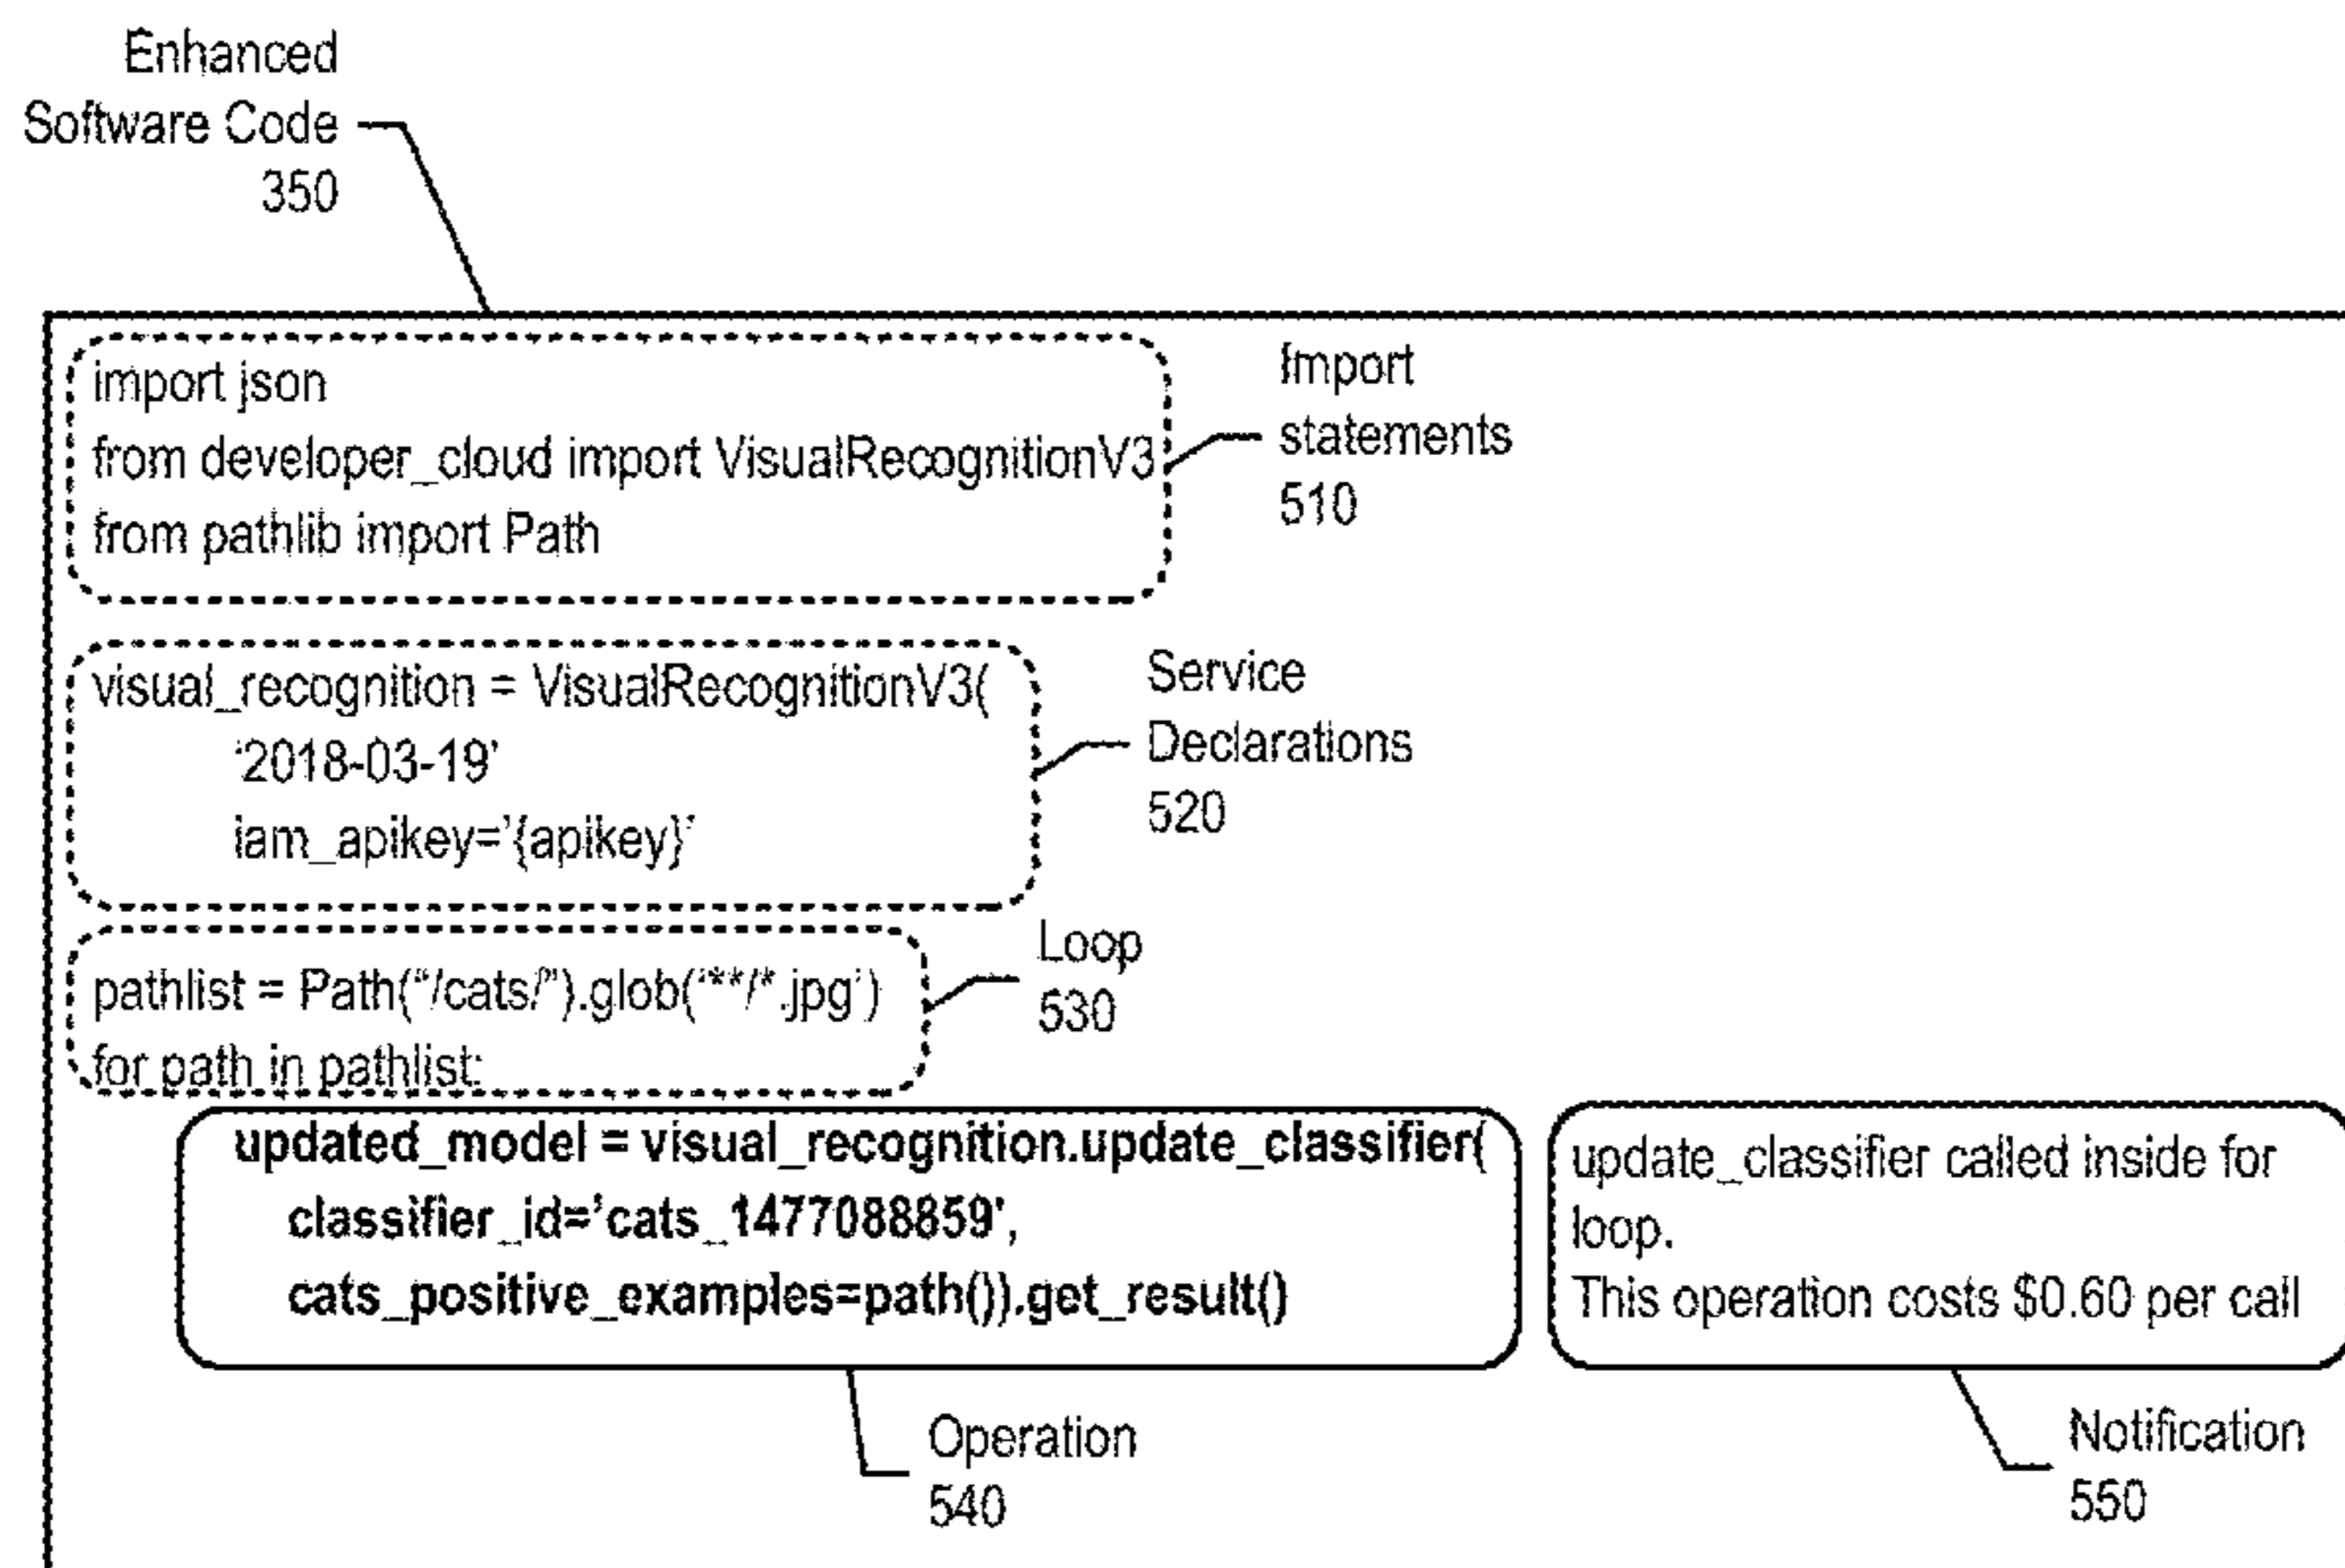 Enhanced
Software Code
350
import json
from developer_cloud import VisualRecognitionV3
from pathlib import Path
Import
statements
510
visual_recognition = VisualRecognitionV3(
‘2018-03-19’
iam_apikey=’{apikey}’
Service
Declarations
520
pathlist = Path(“/cats/”).glob(‘**/*.jpg’)
for path in pathlist:
Loop
530
updated_model = visual_recognition.update_classifier(
classifier_id=’cats_1477088859’,
cats_positive_examples=path()).get_result()
update_classifier called inside for
loop.
This operation costs $0.60 per call
Operation
540
Notification
550